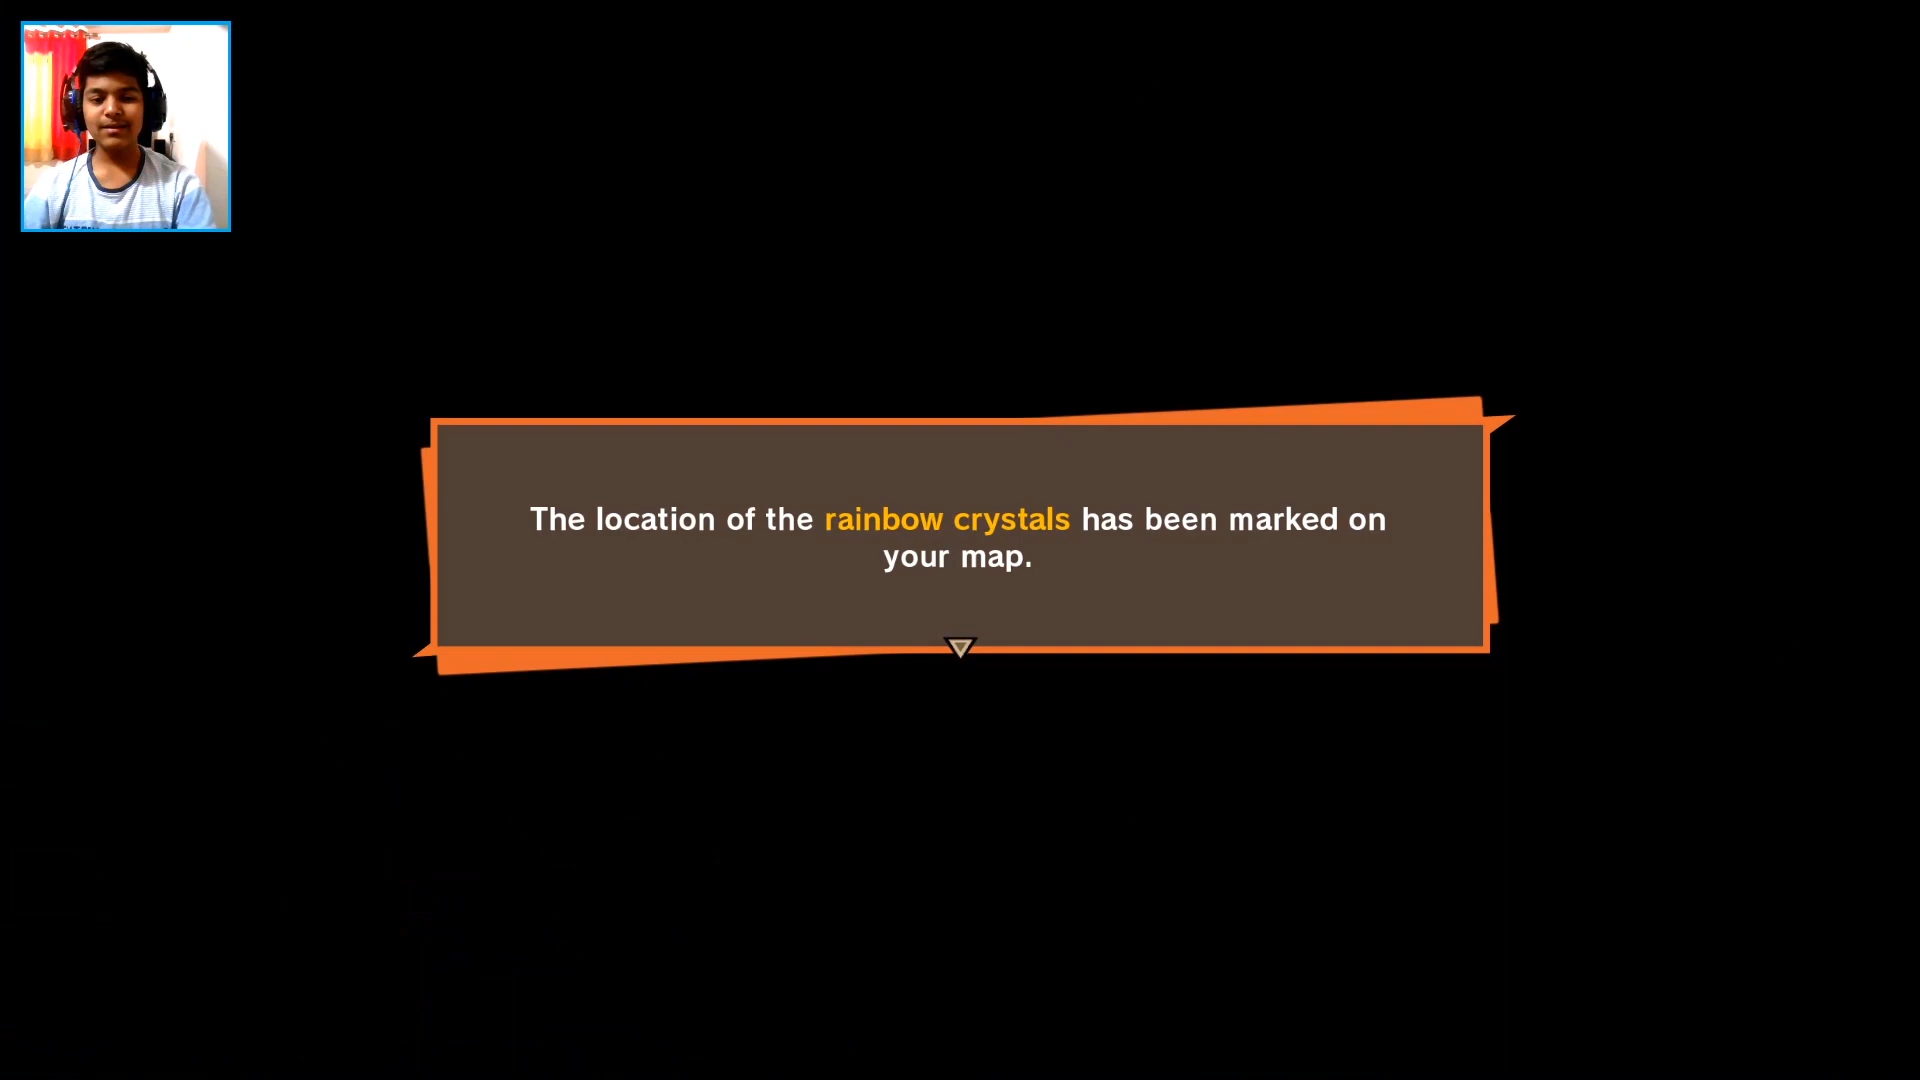 The location of the rainbow crystals has been marked on
your map.